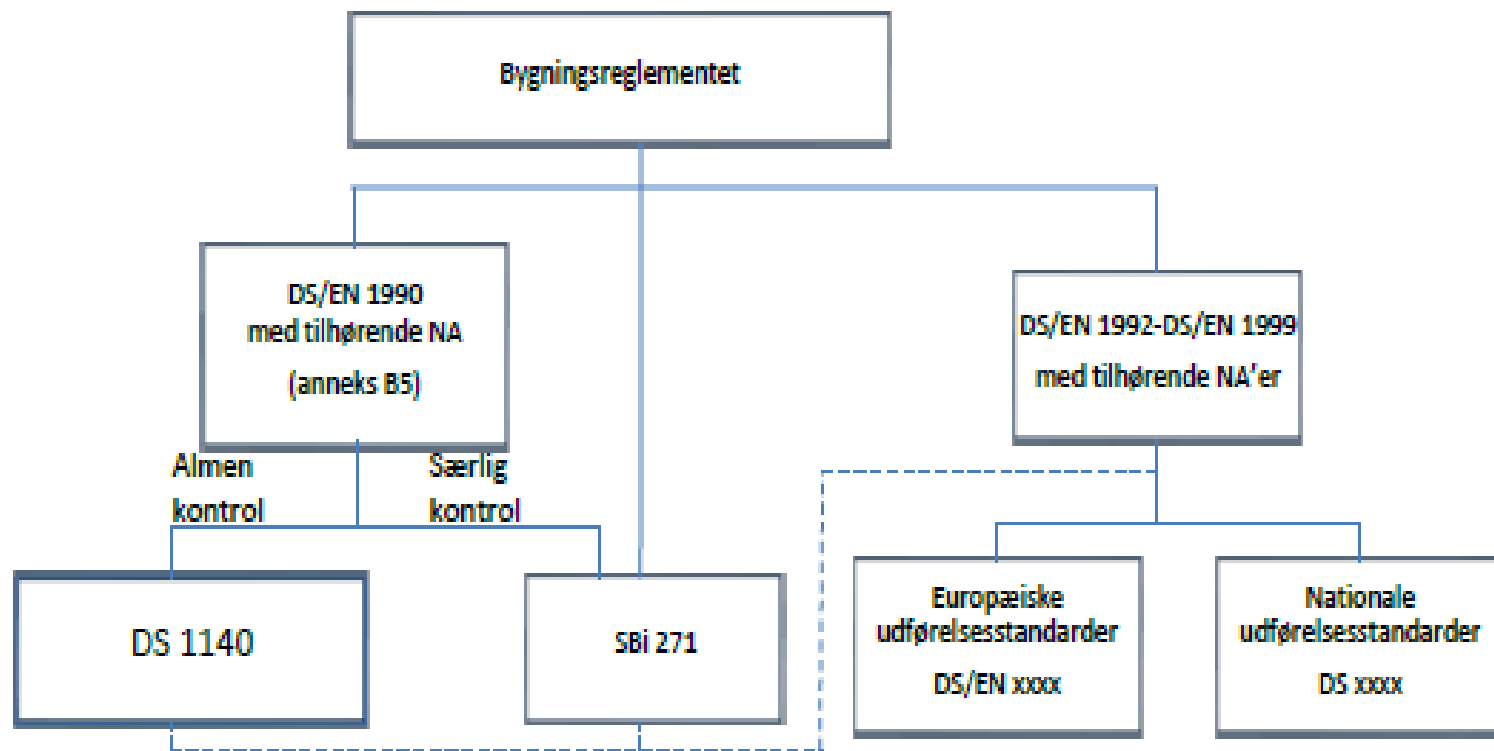 Bygningsreglementet
DS/EN 1990
med tilhørende NA
(anneks B5)
DS/EN 1992-DS/EN 1999
med tilhørende NA'er
Almen
kontrol
Særlig
kontrol
DS 1140
SBi 271
Europæiske
udførelsesstandarder
DS/EN xxxx
Nationale
udførelsesstandarder
DS xxxx